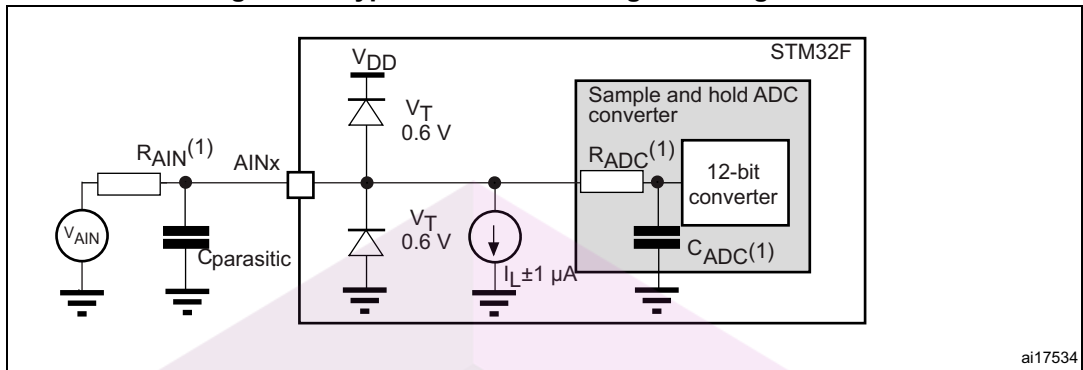 STM32F
VDD
VT
0.6 V
Sample and hold ADC
converter
RAIN(1)
AINx
RADC(1)
12-bit
converter
VAIN
Cparasitic
VT
0.6 V
IL±1 µA
CADC(1)
ai17534